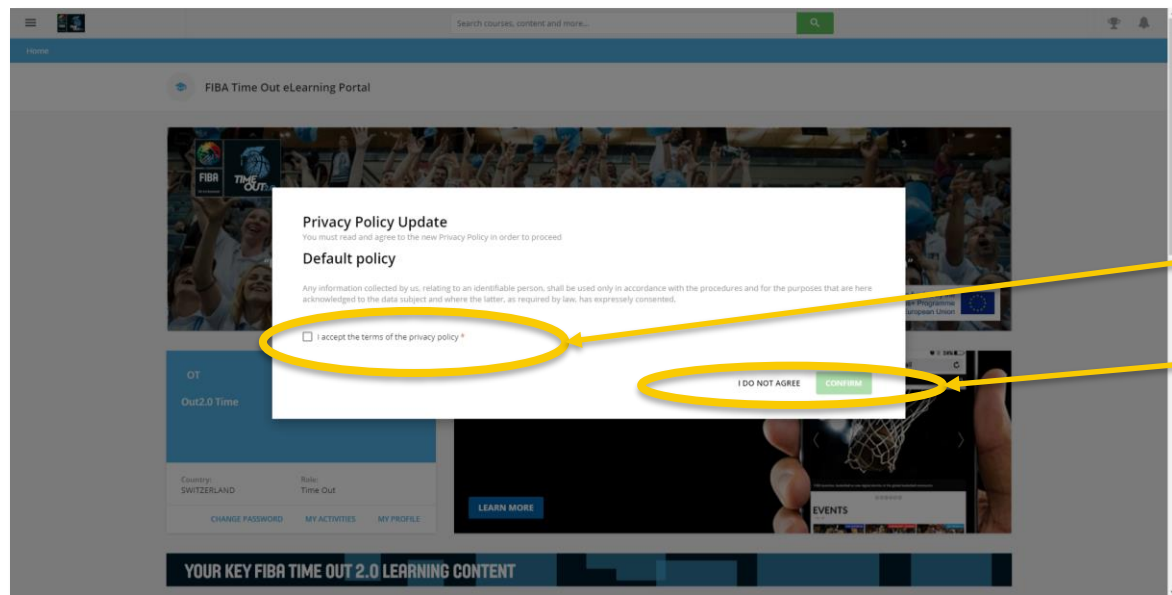 Search courses, content and more...
Home
FIBA Time Out eLearning Portal
FIBA
TIME
OUT
Privacy Policy Update
You must read and agree to the new Privacy Policy in order to proceed
Default policy
Any information collected by us, relating to an identifiable person, shall be used only in accordance with the procedures and for the purposes that are here
acknowledged to the data subject and where the latter, as required by law, has expressely consented.
Programme
European Union
I accept the terms of the privacy policy *
I DO NOT AGREE
CONFIRM
OT
Out2.0 Time
Country:
SWITZERLAND
Role:
Time Out
CHANGE PASSWORD
MY ACTIVITIES
MY PROFILE
LEARN MORE
EVENTS
YOUR KEY FIBA TIME OUT 2.0 LEARNING CONTENT